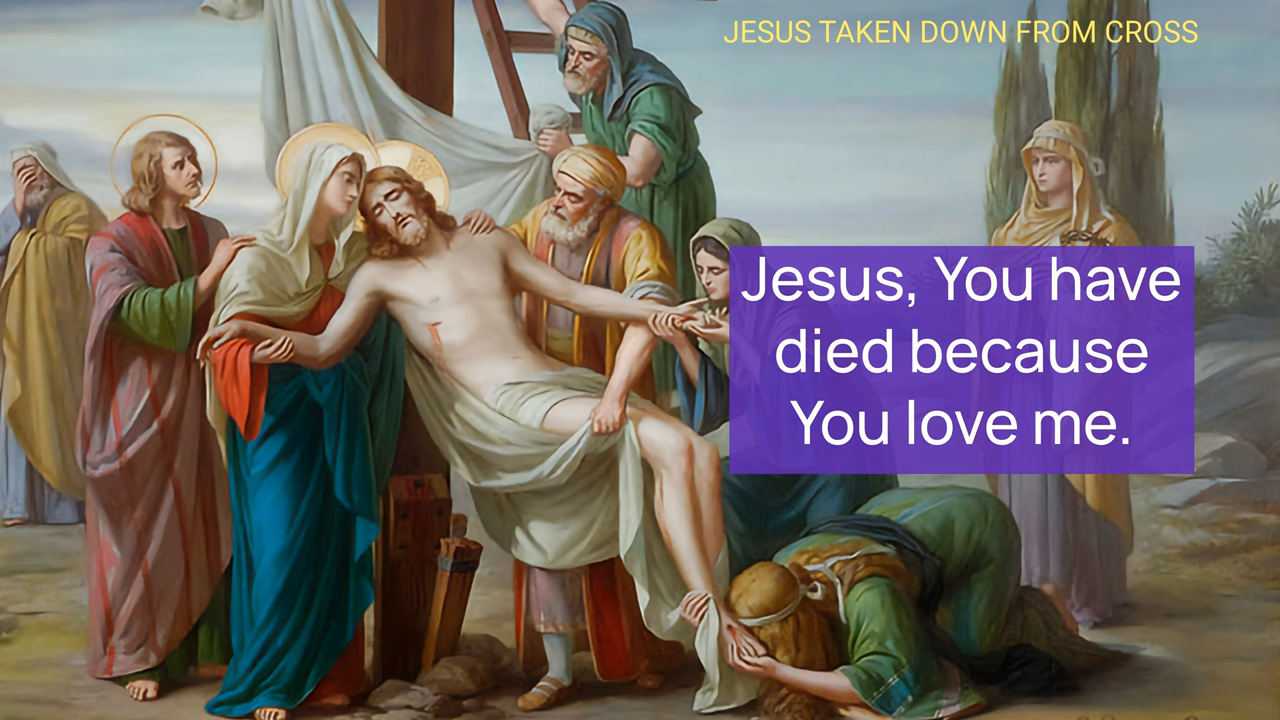 JESUS TAKEN DOWN FROM CROSS
Jesus, You have
died because
You love me.